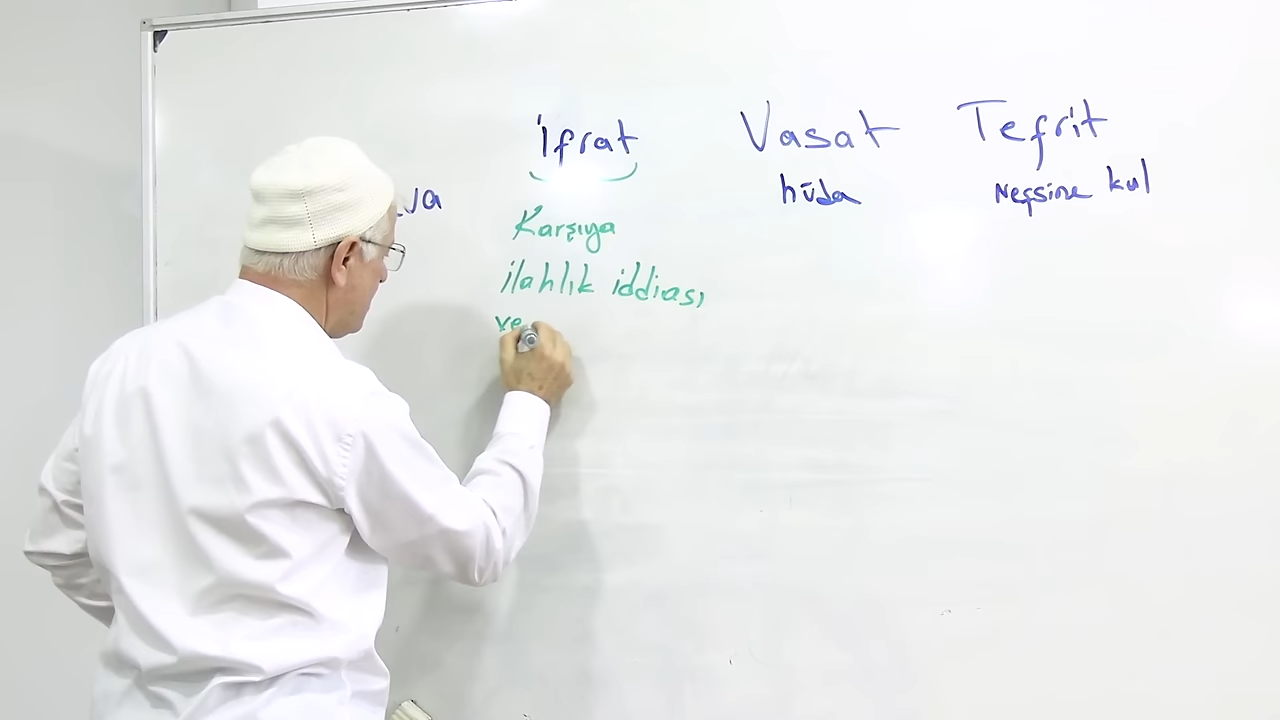 İfrat Vasat Tefrit
hüda Nefsine kul
Karşıya
ilahlık iddiası
ve